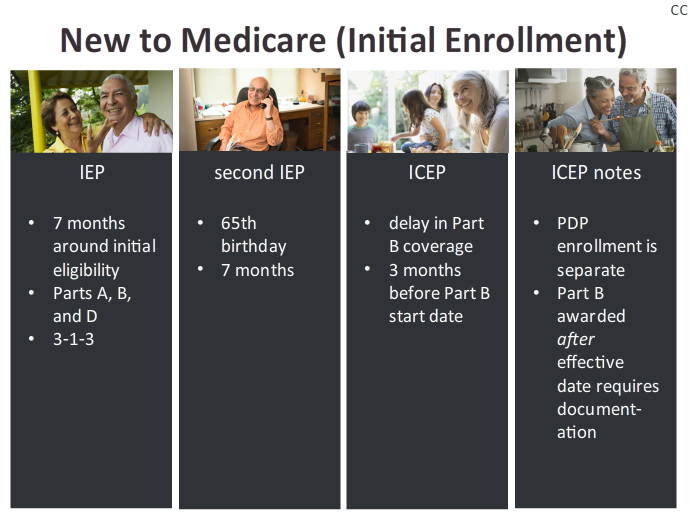 CC
New to Medicare (Initial Enrollment)
IEP
• 7 months
around initial
eligibility
• Parts A, B,
and D
• 3-1-3
second IEP
• 65th
birthday
• 7 months
ICEP
• delay in Part
B coverage
• 3 months
before Part B
start date
ICEP notes
• PDP
enrollment is
separate
• Part B
awarded
after
effective
date requires
document-
ation